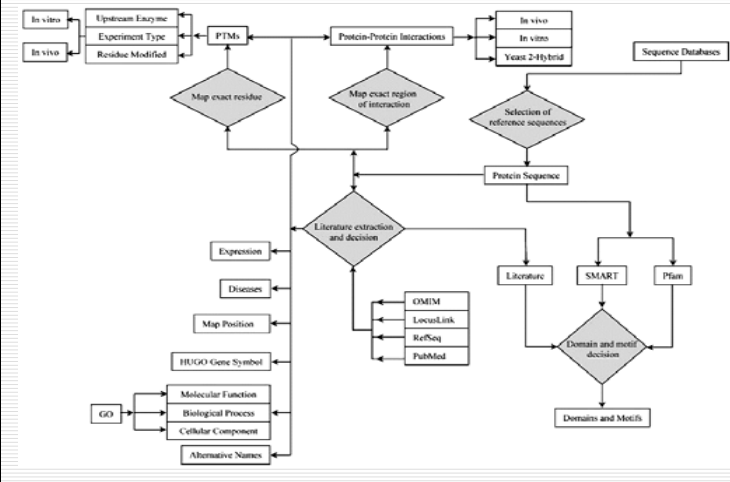 In vitro
Upstream Enzyme
Experiment Type
Residue Modified
In vivo
PTMs
Protein-Protein Interactions
In vivo
In vitro
Yeast 2-Hybrid
Sequence Databases
Map exact residue
Map exact region
of interaction
Selection of
reference sequences
Protein Sequence
Literature extraction
and decision
Expression
Diseases
Map Position
HUGO Gene Symbol
GO
Molecular Function
Biological Process
Cellular Component
Alternative Names
OMIM
LocusLink
RefSeq
PubMed
Literature
SMART
Pfam
Domain and motif
decision
Domains and Motifs